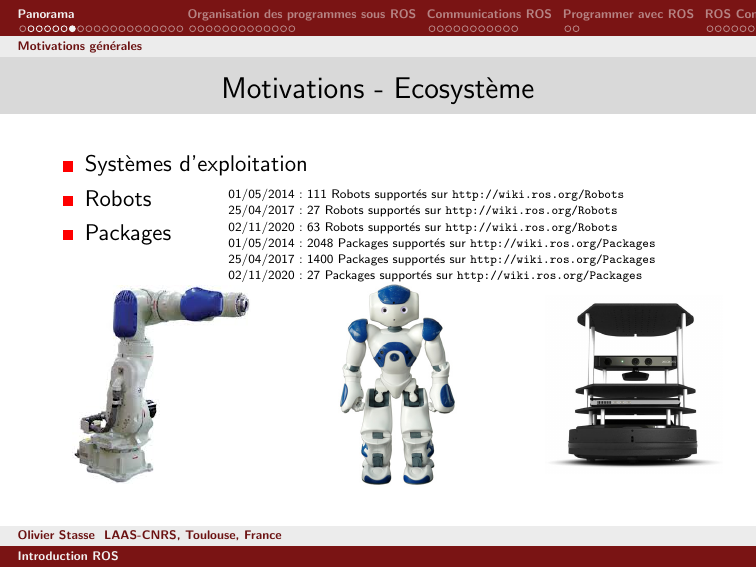 Panorama
Organisation des programmes sous ROS
Communications ROS
Programmer avec ROS
ROS Con
Motivations générales
Motivations - Ecosystème
Systèmes d'exploitation
Robots
Packages
01/05/2014 : 111 Robots supportés sur http://wiki.ros.org/Robots
25/04/2017 : 27 Robots supportés sur http://wiki.ros.org/Robots
02/11/2020 : 63 Robots supportés sur http://wiki.ros.org/Robots
01/05/2014 : 2048 Packages supportés sur http://wiki.ros.org/Packages
25/04/2017 : 1400 Packages supportés sur http://wiki.ros.org/Packages
02/11/2020 : 27 Packages supportés sur http://wiki.ros.org/Packages
Olivier Stasse LAAS-CNRS, Toulouse, France
Introduction ROS